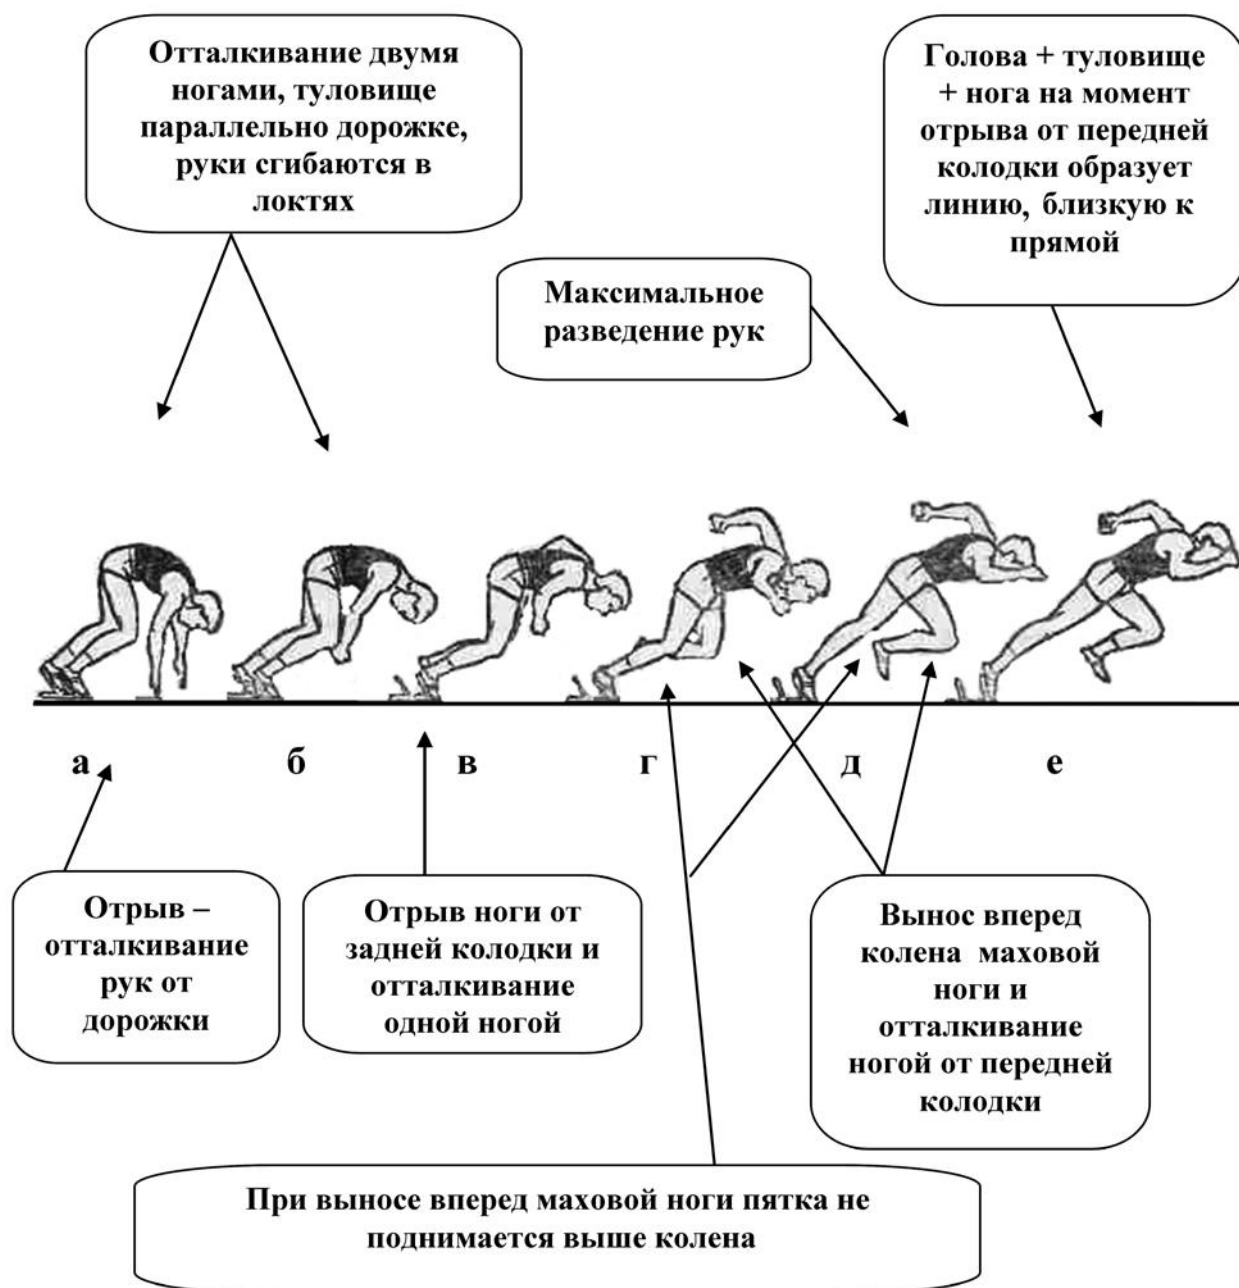 Отталкивание двумя
ногами, туловище
параллельно дорожке,
руки сгибаются в
локтях
Голова + туловище
+ нога на момент
отрыва от передней
колодки образует
линию, близкую к
прямой
Максимальное
разведение рук
а
б
в
г
д
е
Отрыв –
отталкивание
рук от
дорожки
Отрыв ноги от
задней колодки и
отталкивание
одной ногой
Вынос вперед
колена маховой
ноги и
отталкивание
ногой от передней
колодки
При выносе вперед маховой ноги пятка не
поднимается выше колена